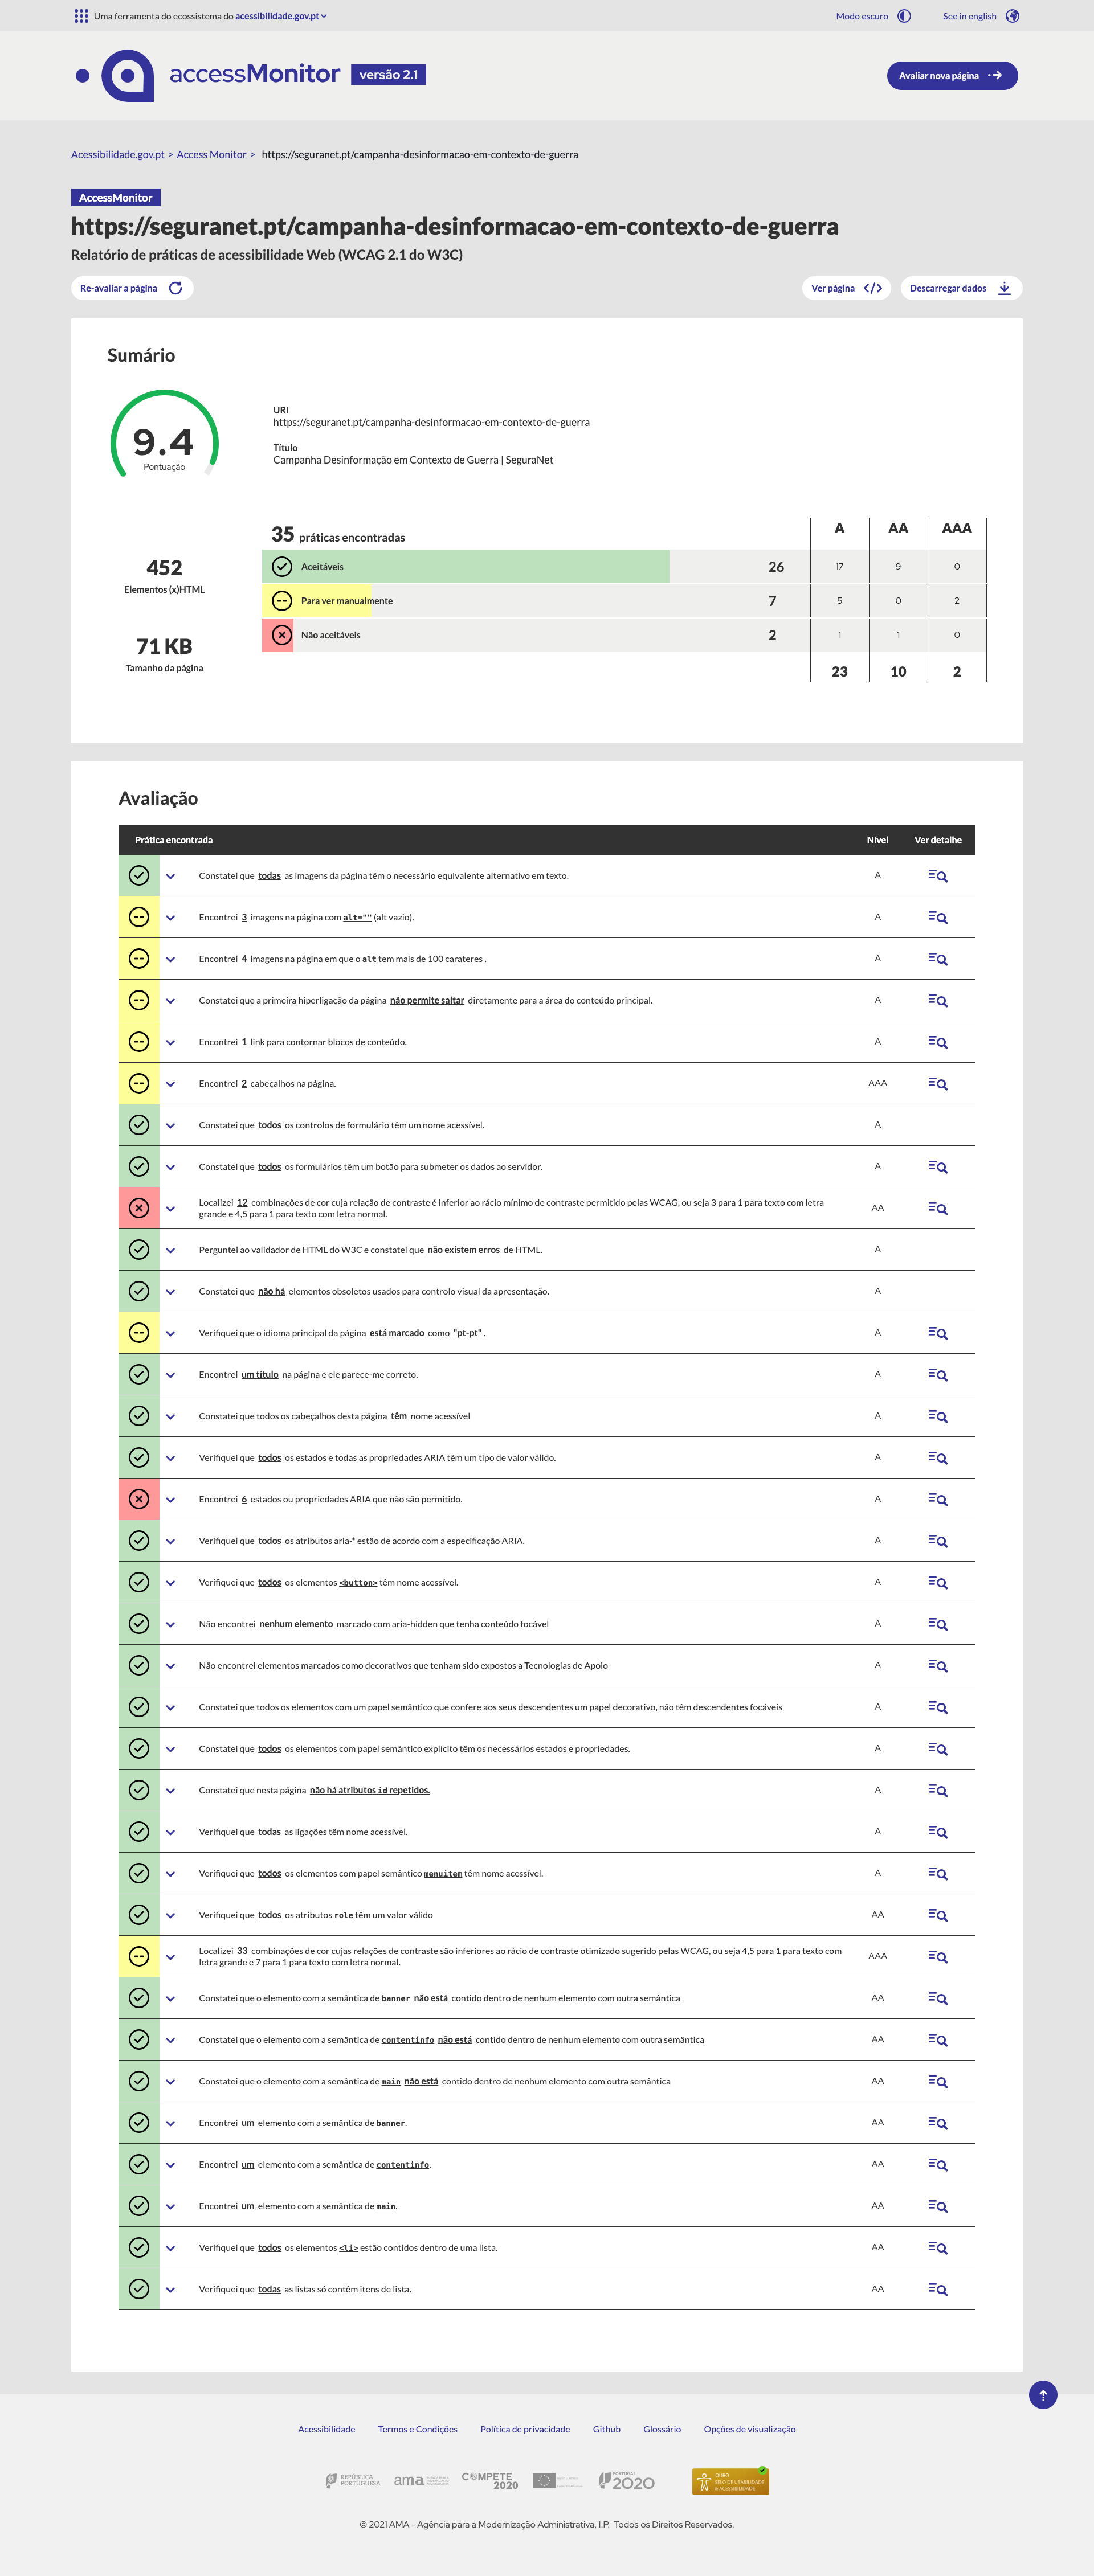 Uma ferramenta do ecossistema do acessibilidade.gov.pt
Modo escuro
See in english
accessMonitor versão 2.1
Avaliar nova página
Acessibilidade.gov.pt > Access Monitor > https://seguranet.pt/campanha-desinformacao-em-contexto-de-guerra
AccessMonitor
https://seguranet.pt/campanha-desinformacao-em-contexto-de-guerra
Relatório de práticas de acessibilidade Web (WCAG 2.1 do W3C)
Re-avaliar a página
Ver página
Descarregar dados
Sumário
9.4
Pontuação
URI
https://seguranet.pt/campanha-desinformacao-em-contexto-de-guerra
Título
Campanha Desinformação em Contexto de Guerra | SeguraNet
452
Elementos (x)HTML
71 KB
Tamanho da página
35 práticas encontradas A AA AAA
Aceitáveis 26 17 9 0
Para ver manualmente 7 5 0 2
Não aceitáveis 2 1 1 0
23 10 2
Avaliação
Prática encontrada Nível Ver detalhe
Constatei que todas as imagens da página têm o necessário equivalente alternativo em texto. A
Encontrei 3 imagens na página com alt="" (alt vazio). A
Encontrei 4 imagens na página em que o alt tem mais de 100 carateres . A
Constatei que a primeira hiperligação da página não permite saltar diretamente para a área do conteúdo principal. A
Encontrei 1 link para contornar blocos de conteúdo. A
Encontrei 2 cabeçalhos na página. AAA
Constatei que todos os controlos de formulário têm um nome acessível. A
Constatei que todos os formulários têm um botão para submeter os dados ao servidor. A
Localizei 12 combinações de cor cuja relação de contraste é inferior ao rácio mínimo de contraste permitido pelas WCAG, ou seja 3 para 1 para texto com letra
grande e 4,5 para 1 para texto com letra normal. AA
Perguntei ao validador de HTML do W3C e constatei que não existem erros de HTML. A
Constatei que não há elementos obsoletos usados para controlo visual da apresentação. A
Verifiquei que o idioma principal da página está marcado como "pt-pt" . A
Encontrei um título na página e ele parece-me correto. A
Constatei que todos os cabeçalhos desta página têm nome acessível A
Verifiquei que todos os estados e todas as propriedades ARIA têm um tipo de valor válido. A
Encontrei 6 estados ou propriedades ARIA que não são permitido. A
Verifiquei que todos os atributos aria-* estão de acordo com a especificação ARIA. A
Verifiquei que todos os elementos <button> têm nome acessível. A
Não encontrei nenhum elemento marcado com aria-hidden que tenha conteúdo focável A
Não encontrei elementos marcados como decorativos que tenham sido expostos a Tecnologias de Apoio A
Constatei que todos os elementos com um papel semântico que confere aos seus descendentes um papel decorativo, não têm descendentes focáveis A
Constatei que todos os elementos com papel semântico explícito têm os necessários estados e propriedades. A
Constatei que nesta página não há atributos id repetidos. A
Verifiquei que todas as ligações têm nome acessível. A
Verifiquei que todos os elementos com papel semântico menuitem têm nome acessível. A
Verifiquei que todos os atributos role têm um valor válido AA
Localizei 33 combinações de cor cujas relações de contraste são inferiores ao rácio de contraste otimizado sugerido pelas WCAG, ou seja 4,5 para 1 para texto com
letra grande e 7 para 1 para texto com letra normal. AAA
Constatei que o elemento com a semântica de banner não está contido dentro de nenhum elemento com outra semântica AA
Constatei que o elemento com a semântica de contentinfo não está contido dentro de nenhum elemento com outra semântica AA
Constatei que o elemento com a semântica de main não está contido dentro de nenhum elemento com outra semântica AA
Encontrei um elemento com a semântica de banner. AA
Encontrei um elemento com a semântica de contentinfo. AA
Encontrei um elemento com a semântica de main. AA
Verifiquei que todos os elementos <li> estão contidos dentro de uma lista. AA
Verifiquei que todas as listas só contêm itens de lista. AA
Acessibilidade Termos e Condições Política de privacidade Github Glossário Opções de visualização
REPÚBLICA
PORTUGUESA
ama
COMPETE
2020
PORTUGAL
2020
OURO
SELO DE USABILIDADE
& ACESSIBILIDADE
© 2021 AMA - Agência para a Modernização Administrativa, I.P. Todos os Direitos Reservados.